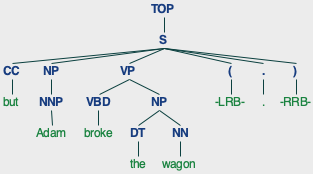 TOP
S
CC NP VP ( . )
but NNP VBD NP -LRB- . -RRB-
Adam broke DT NN
the wagon